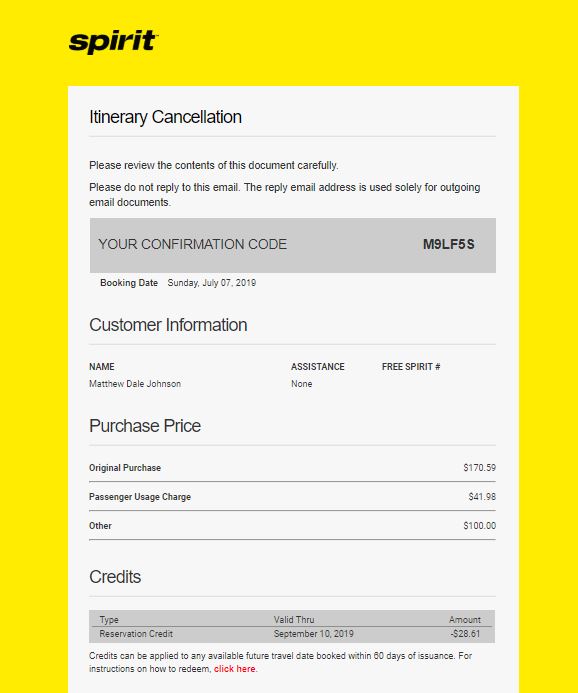 spirit
Itinerary Cancellation
Please review the contents of this document carefully.
Please do not reply to this email. The reply email address is used solely for outgoing
email documents.
YOUR CONFIRMATION CODE M9LF5S
Booking Date Sunday, July 07, 2019
Customer Information
NAME ASSISTANCE FREE SPIRIT #
Matthew Dale Johnson None
Purchase Price
Original Purchase $170.59
Passenger Usage Charge $41.98
Other $100.00
Credits
Type Valid Thru Amount
Reservation Credit September 10, 2019 -$28.61
Credits can be applied to any available future travel date booked within 60 days of issuance. For
instructions on how to redeem, click here.